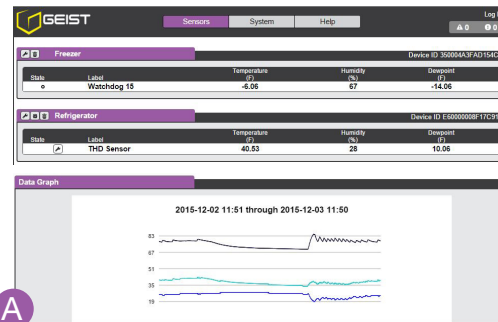 GEIST
Sensors System Help
Log
0 0
Freezer Device ID 350004A3FAD154C
State Label Temperature (F) Humidity (%) Dewpoint (F)
Watchdog 15 -6.06 67 -14.06
Refrigerator Device ID E60000008F17C91
State Label Temperature (F) Humidity (%) Dewpoint (F)
THD Sensor 40.53 28 10.06
Data Graph
2015-12-02 11:51 through 2015-12-03 11:50
83
67
51
35
19
A